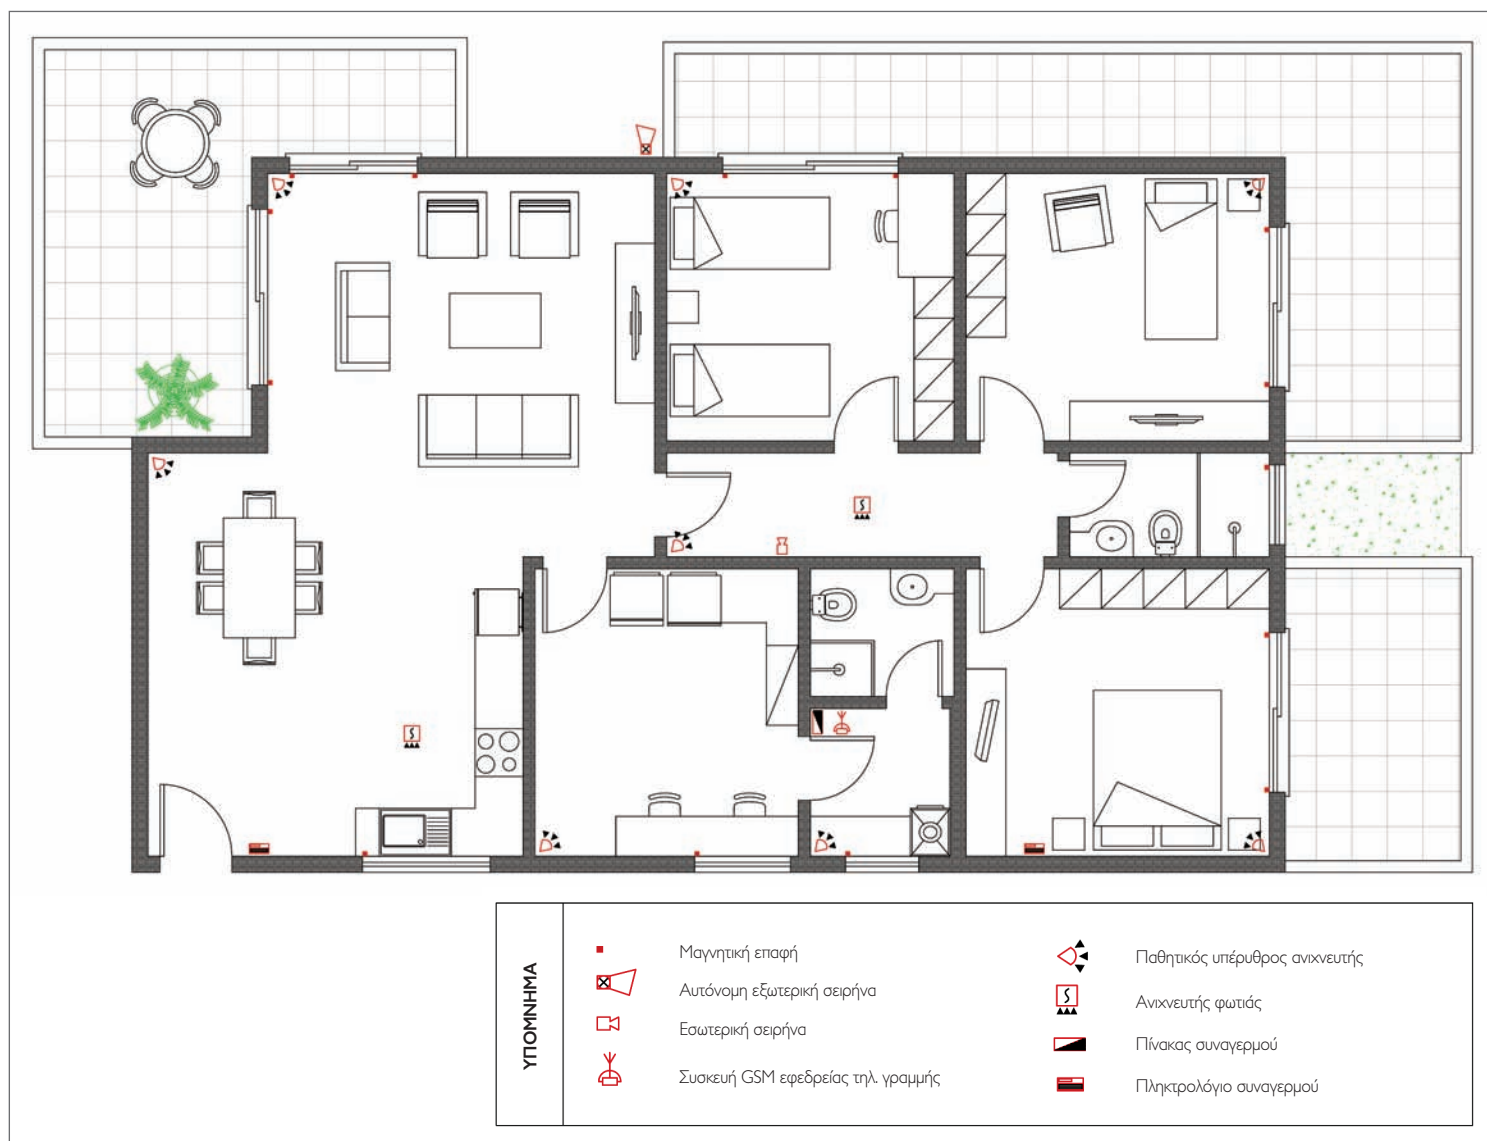 ΥΠΟΜΝΗΜΑ
Μαγνητική επαφή
Αυτόνομη εξωτερική σειρήνα
Εσωτερική σειρήνα
Συσκευή GSM εφεδρείας τηλ. γραμμής
Παθητικός υπέρυθρος ανιχνευτής
Ανιχνευτής φωτιάς
Πίνακας συναγερμού
Πληκτρολόγιο συναγερμού